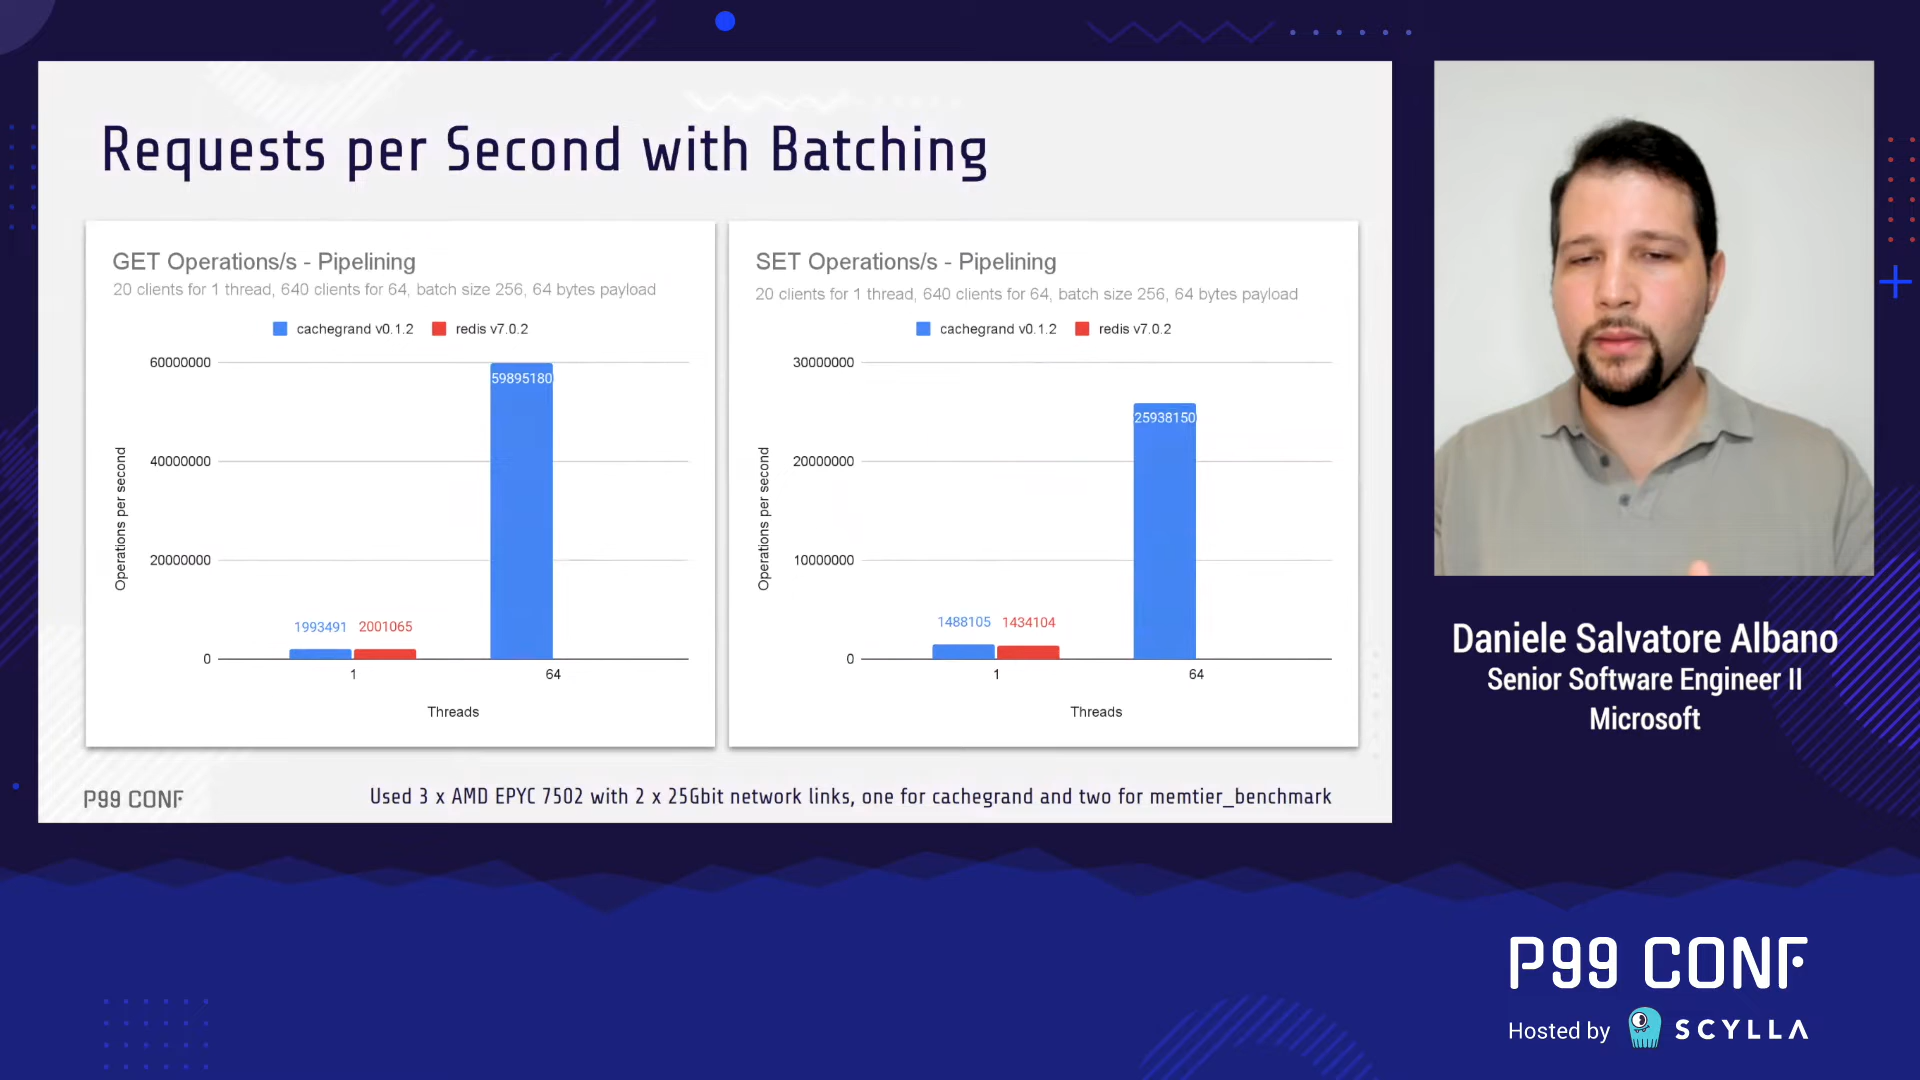 Requests per Second with Batching
GET Operations/s - Pipelining
20 clients for 1 thread, 640 clients for 64, batch size 256, 64 bytes payload
cachegrand v0.1.2
redis v7.0.2
60000000
40000000
20000000
0
Operations per second
59895180
1993491
2001065
1
64
Threads
SET Operations/s - Pipelining
20 clients for 1 thread, 640 clients for 64, batch size 256, 64 bytes payload
cachegrand v0.1.2
redis v7.0.2
30000000
20000000
10000000
0
Operations per second
25938150
1488105
1434104
1
64
Threads
P99 CONF
Used 3 x AMD EPYC 7502 with 2 x 25Gbit network links, one for cachegrand and two for memtier_benchmark
Daniele Salvatore Albano
Senior Software Engineer II
Microsoft
P99 CONF
Hosted by SCYLLA